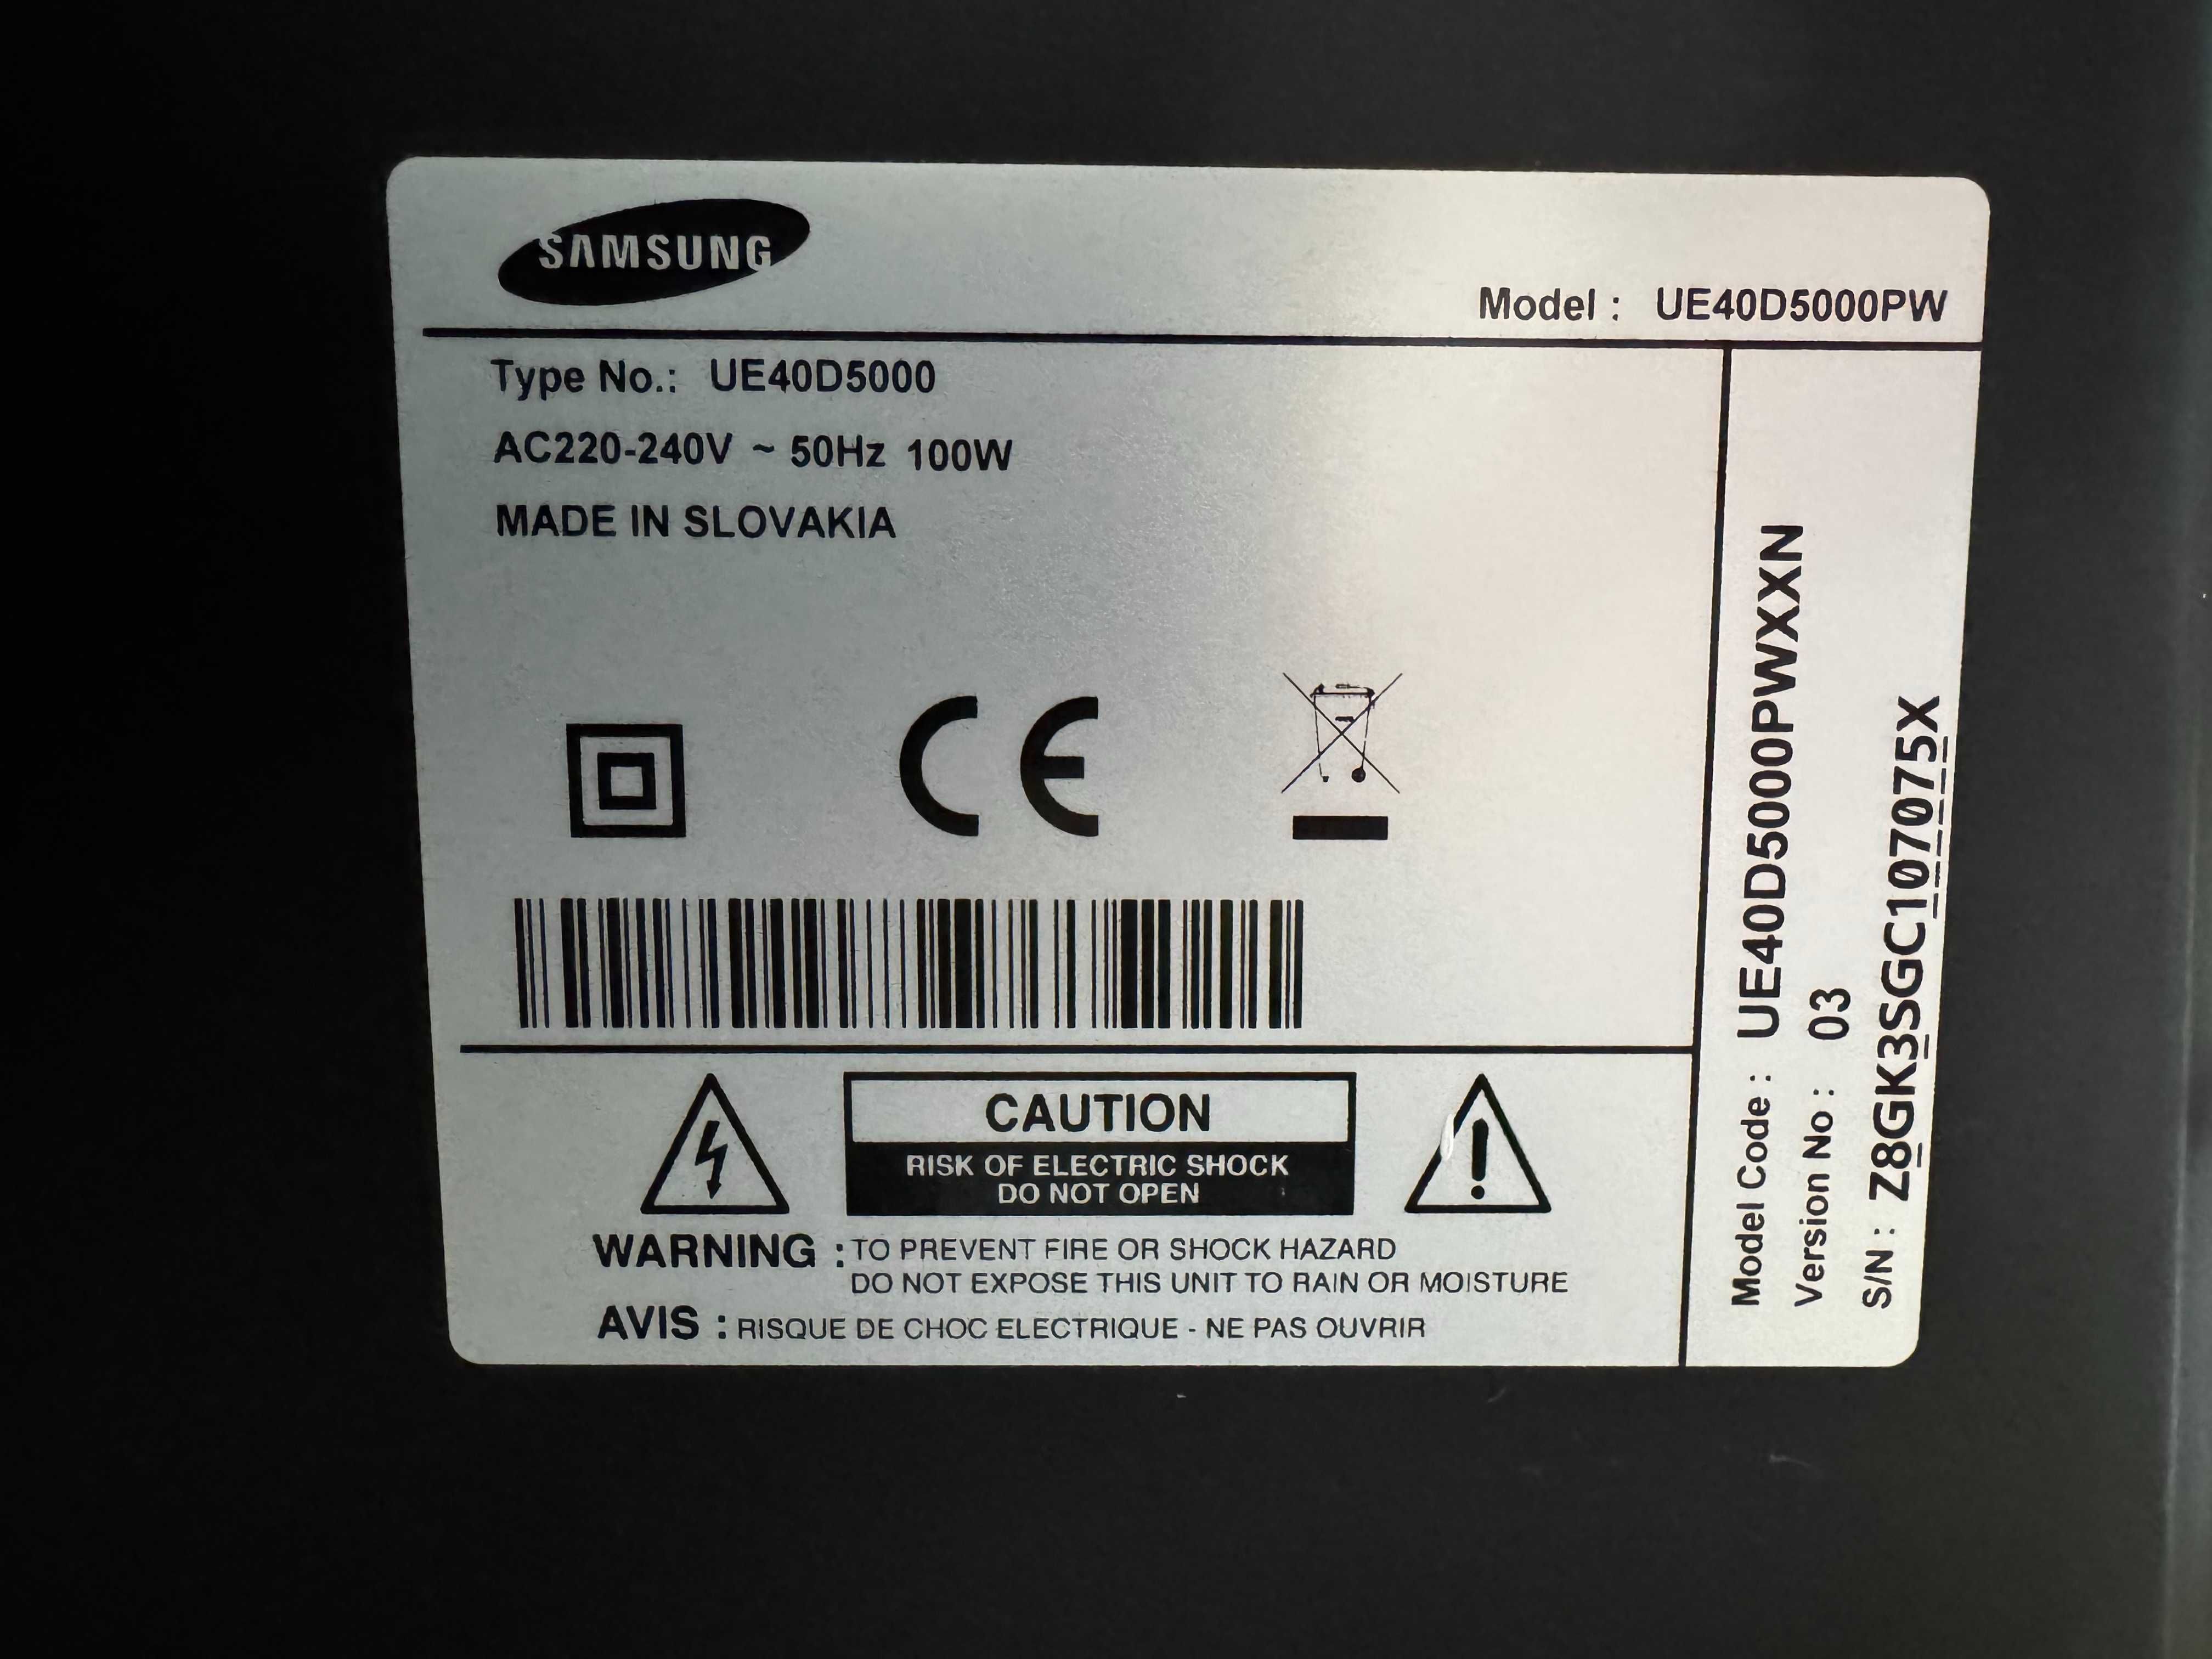 SAMSUNG
Model : UE40D5000PW
Type No.: UE40D5000
AC220-240V ~ 50Hz 100W
MADE IN SLOVAKIA
CE
CAUTION
RISK OF ELECTRIC SHOCK
DO NOT OPEN
WARNING : TO PREVENT FIRE OR SHOCK HAZARD
DO NOT EXPOSE THIS UNIT TO RAIN OR MOISTURE
AVIS : RISQUE DE CHOC ELECTRIQUE - NE PAS OUVRIR
Model Code : UE40D5000PWXXN
Version No : 03
S/N : Z8GK3SGC107075X